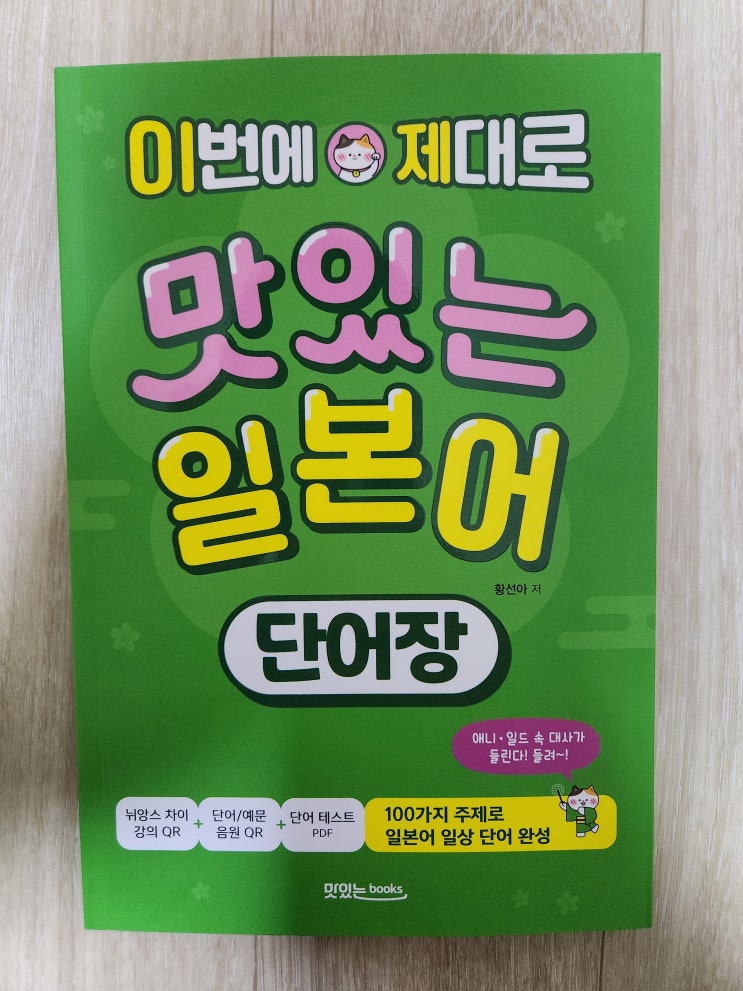 이번에 제대로
맛있는
일본어
황선아 저
단어장
애니·일드 속 대사가
들린다! 들려~!
뉘앙스 차이
강의 QR
+
단어/예문
음원 QR
+
단어 테스트
PDF
100가지 주제로
일본어 일상 단어 완성
맛있는 books